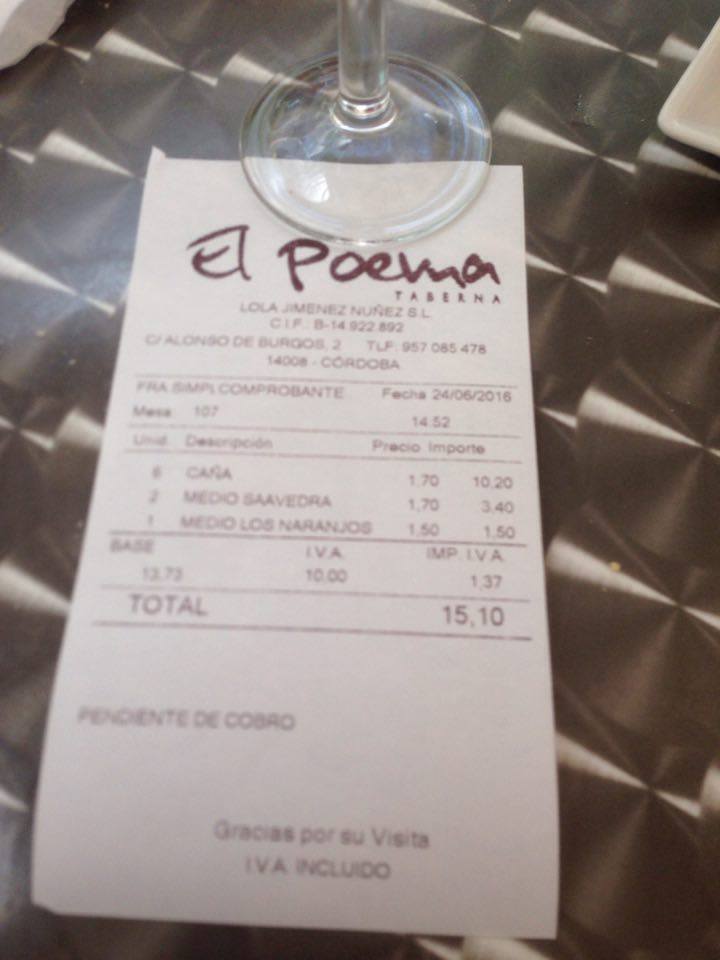 El Poema
TABERNA
LOLA JIMENEZ NUÑEZ S.L.
C.I.F.: B-14.922.892
C/ ALONSO DE BURGOS, 2 TLF: 957 085 478
14008 - CÓRDOBA
FRA.SIMPL.COMPROBANTE Fecha 24/06/2016
Mesa: 107 14:52
Unid. Descripción Precio Importe
6 CAÑA 1,70 10,20
2 MEDIO SAAVEDRA 1,70 3,40
1 MEDIO LOS NARANJOS 1,50 1,50
BASE I.V.A. IMP. I.V.A.
13,73 10,00 1,37
TOTAL 15,10
PENDIENTE DE COBRO
Gracias por su Visita
I.V.A. INCLUIDO